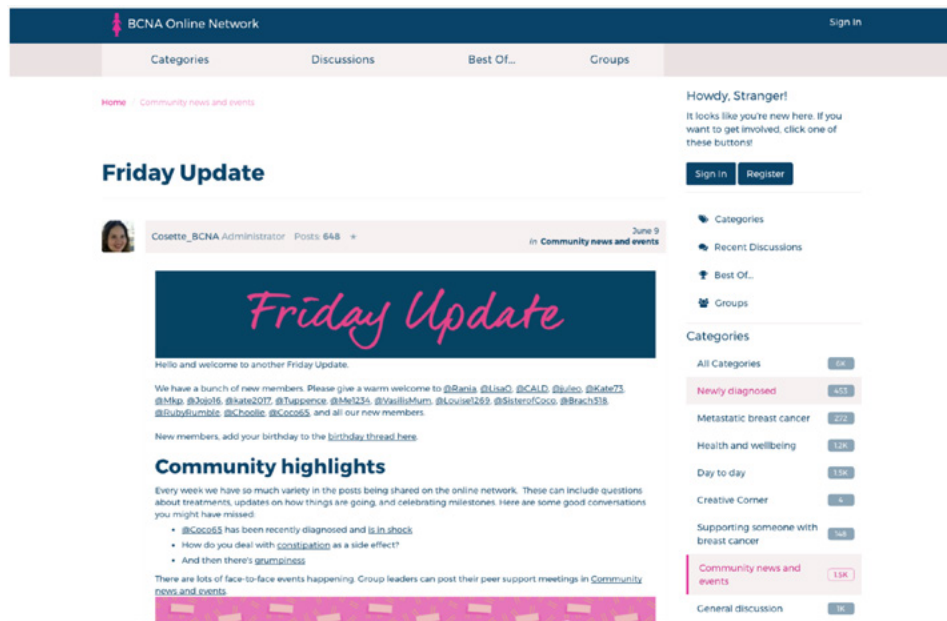 BCNA Online Network
Sign In
Categories
Discussions
Best Of...
Groups
Home / Community news and events
Friday Update
Cosette_BCNA Administrator Posts: 648
June 9
in Community news and events
Friday Update
Hello and welcome to another Friday Update.
We have a bunch of new members. Please give a warm welcome to @Rania, @LisaO, @CALD, @juleo, @Kate73,
@Mkp, @Jojo16, @kate2017, @Tuppence, @Me1234, @VasilisMum, @Louise1269, @SisterofCoco, @Brach518,
@RubyRumble, @Choolie, @Coco65, and all our new members.
New members, add your birthday to the birthday thread here.
Community highlights
Every week we have so much variety in the posts being shared on the online network. These can include questions
about treatments, updates on how things are going, and celebrating milestones. Here are some good conversations
you might have missed:
• @Coco65 has been recently diagnosed and is in shock
• How do you deal with constipation as a side effect?
• And then there's grumpiness
There are lots of face-to-face events happening. Group leaders can post their peer support meetings in Community
news and events.
Howdy, Stranger!
It looks like you're new here. If you
want to get involved, click one of
these buttons!
Sign In
Register
Categories
Recent Discussions
Best Of...
Groups
Categories
All Categories 6K
Newly diagnosed 453
Metastatic breast cancer 272
Health and wellbeing 1.2K
Day to day 1.5K
Creative Corner 4
Supporting someone with
breast cancer 148
Community news and
events 1.5K
General discussion 1K